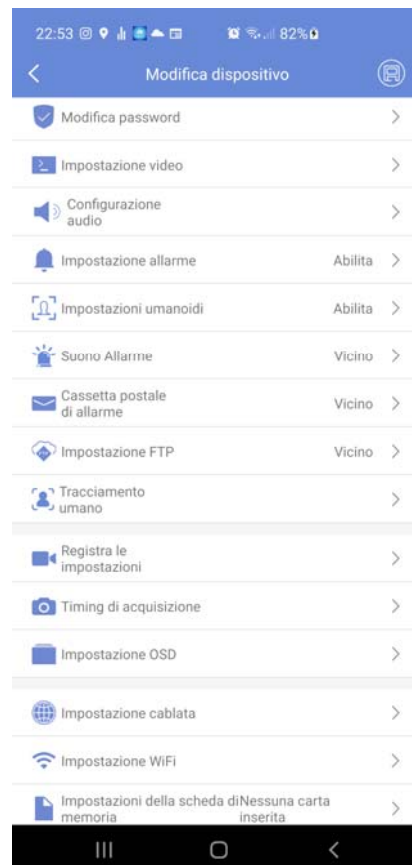 22:53 82%
Modifica dispositivo
Modifica password
Impostazione video
Configurazione
audio
Impostazione allarme Abilita
Impostazioni umanoidi Abilita
Suono Allarme Vicino
Cassetta postale
di allarme Vicino
Impostazione FTP Vicino
Tracciamento
umano
Registra le
impostazioni
Timing di acquisizione
Impostazione OSD
Impostazione cablata
Impostazione WiFi
Impostazioni della scheda diNessuna carta
memoria inserita